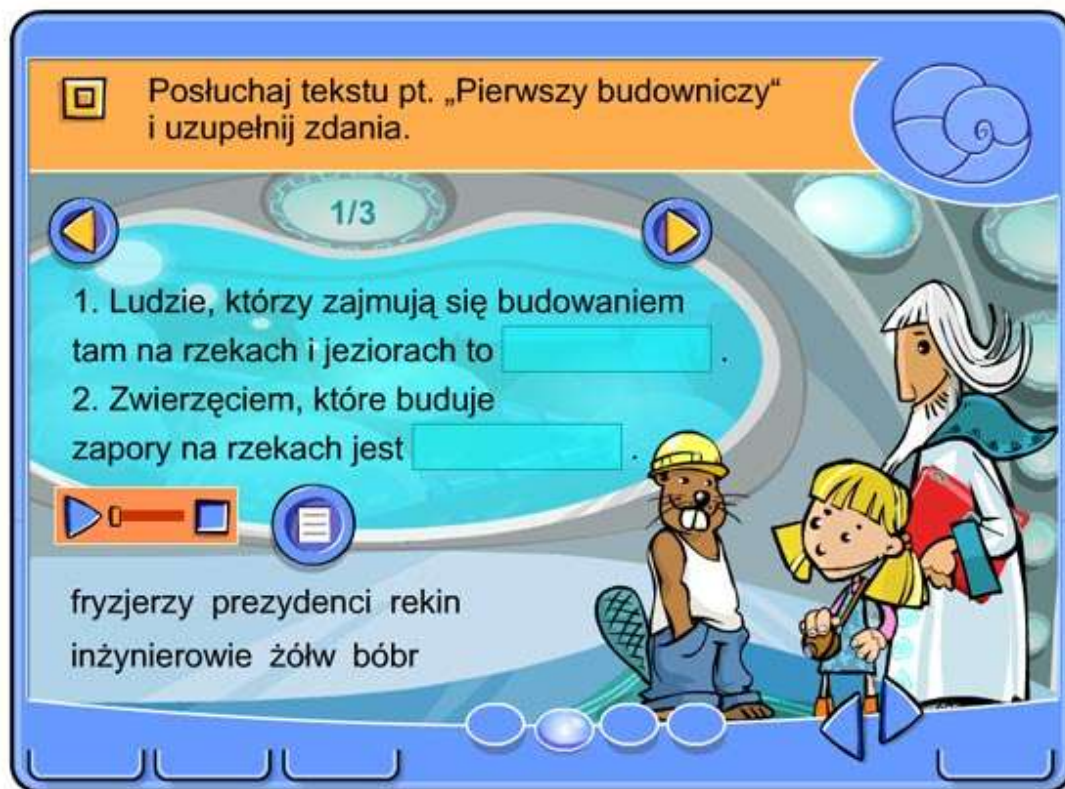 Posłuchaj tekstu pt. „Pierwszy budowniczy“
i uzupełnij zdania.
1/3
1. Ludzie, którzy zajmują się budowaniem
tam na rzekach i jeziorach to .
2. Zwierzęciem, które buduje
zapory na rzekach jest .
fryzjerzy prezydenci rekin
inżynierowie żółw bóbr